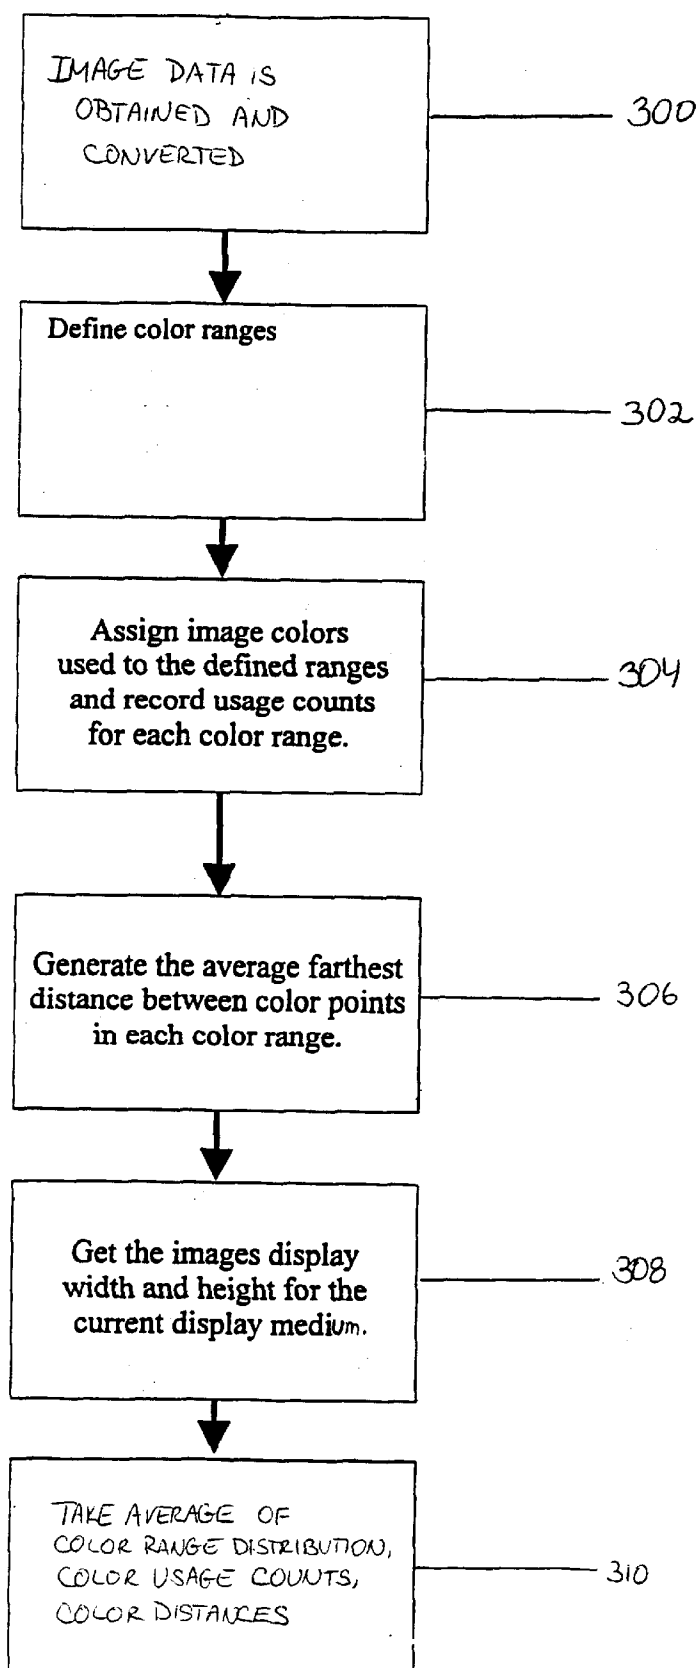 IMAGE DATA IS
OBTAINED AND
CONVERTED
300
Define color ranges
302
Assign image colors
used to the defined ranges
and record usage counts
for each color range.
304
Generate the average farthest
distance between color points
in each color range.
306
Get the images display
width and height for the
current display medium.
308
TAKE AVERAGE OF
COLOR RANGE DISTRIBUTION,
COLOR USAGE COUNTS,
COLOR DISTANCES
310